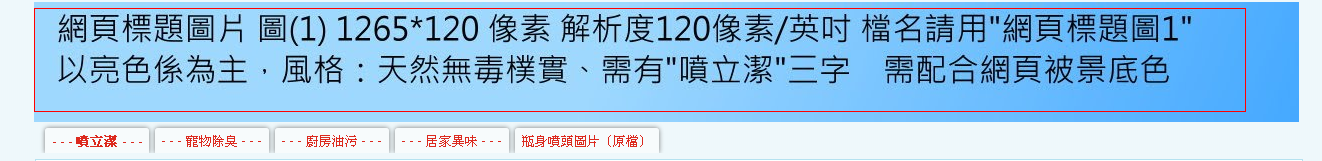 網頁標題圖片 圖(1) 1265*120 像素 解析度120像素/英吋 檔名請用"網頁標題圖1"
以亮色係為主，風格：天然無毒樸實、需有"噴立潔"三字　需配合網頁被景底色
- - - 噴立潔 - - - - - - 寵物除臭 - - - - - - 廚房油污 - - - - - - 居家異味 - - - 瓶身噴頭圖片〔原檔〕